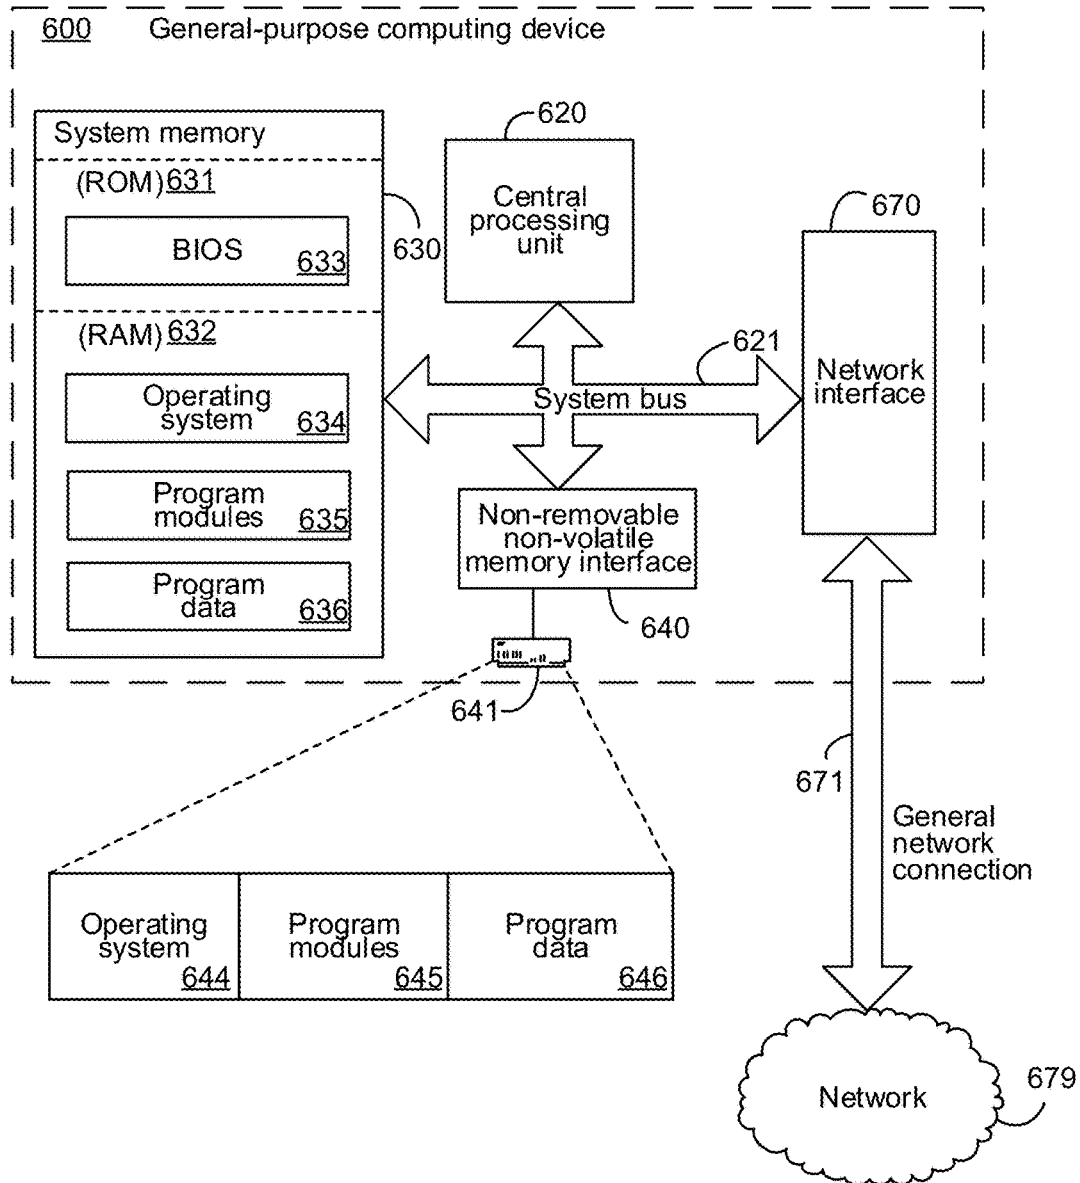 600 General-purpose computing device
System memory
(ROM) 631
BIOS
633
630
(RAM) 632
Operating
system 634
Program
modules 635
Program
data 636
620
Central
processing
unit
621
System bus
670
Network
interface
Non-removable
non-volatile
memory interface
640
641
671
General
network
connection
Operating
system
644
Program
modules
645
Program
data
646
Network
679